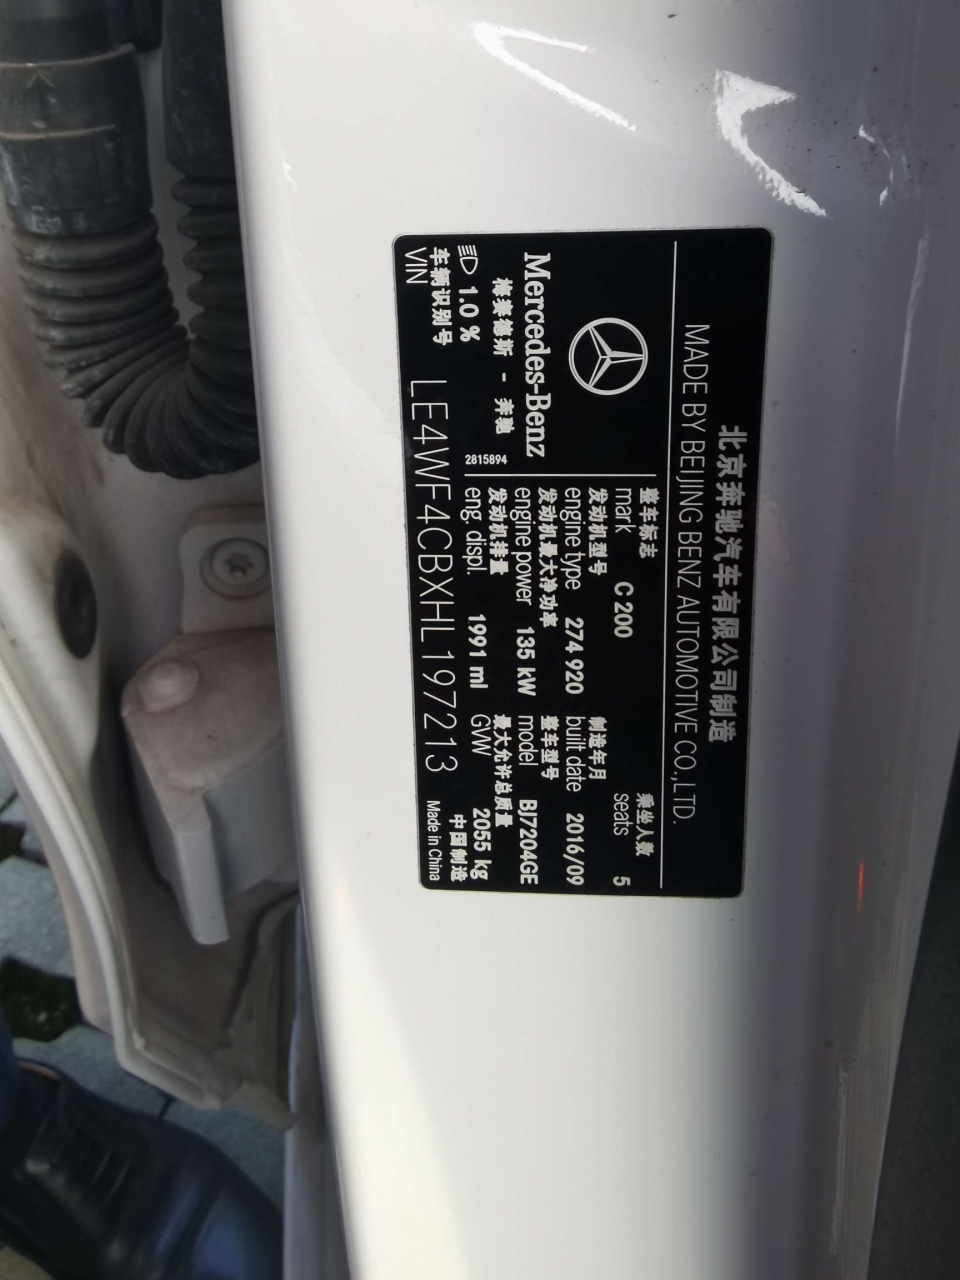 北京奔驰汽车有限公司制造
MADE BY BEIJING BENZ AUTOMOTIVE CO.,LTD.
Mercedes-Benz
梅赛德斯 - 奔驰
2815894
1.0 %
整车标志
mark C 200
乘坐人数
seats 5
发动机型号
engine type 274 920
制造年月
built date 2016/09
发动机最大净功率
engine power 135 kW
整车型号
model BJ7204GE
发动机排量
eng. displ. 1991 ml
最大允许总质量
GVW 2055 kg
车辆识别号
VIN LE4WF4CBXHL197213
中国制造
Made in China